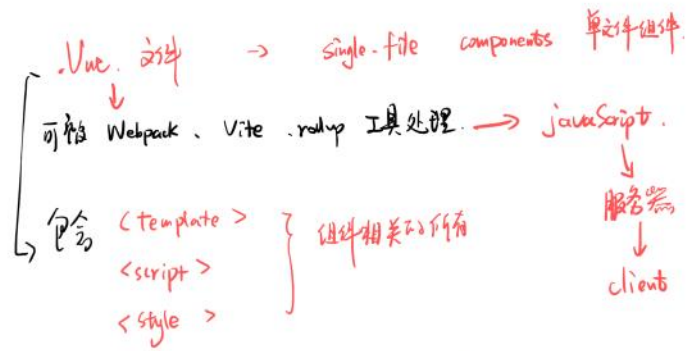 .Vue. 文件 → single-file components 单文件组件.
可被 Webpack、Vite、rollup 工具处理. → javaScript.
服务器
包含 <template> 组件相关的所有
<script>
client
<style>